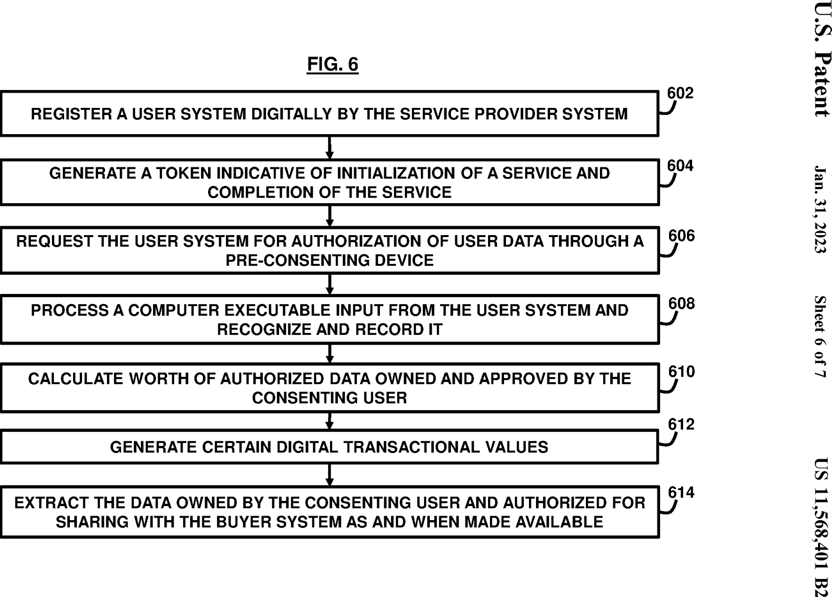 U.S. Patent
Jan. 31, 2023
Sheet 6 of 7
US 11,568,401 B2
FIG. 6
602
REGISTER A USER SYSTEM DIGITALLY BY THE SERVICE PROVIDER SYSTEM
604
GENERATE A TOKEN INDICATIVE OF INITIALIZATION OF A SERVICE AND
COMPLETION OF THE SERVICE
606
REQUEST THE USER SYSTEM FOR AUTHORIZATION OF USER DATA THROUGH A
PRE-CONSENTING DEVICE
608
PROCESS A COMPUTER EXECUTABLE INPUT FROM THE USER SYSTEM AND
RECOGNIZE AND RECORD IT
610
CALCULATE WORTH OF AUTHORIZED DATA OWNED AND APPROVED BY THE
CONSENTING USER
612
GENERATE CERTAIN DIGITAL TRANSACTIONAL VALUES
614
EXTRACT THE DATA OWNED BY THE CONSENTING USER AND AUTHORIZED FOR
SHARING WITH THE BUYER SYSTEM AS AND WHEN MADE AVAILABLE